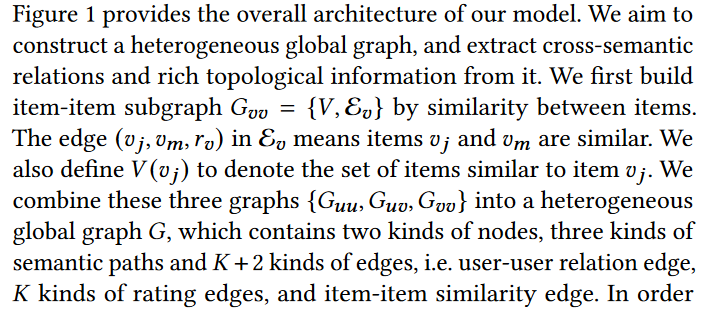 Figure 1 provides the overall architecture of our model. We aim to
construct a heterogeneous global graph, and extract cross-semantic
relations and rich topological information from it. We first build
item-item subgraph G_{vv} = {V, ℰ_v} by similarity between items.
The edge (v_j, v_m, r_v) in ℰ_v means items v_j and v_m are similar. We
also define V(v_j) to denote the set of items similar to item v_j. We
combine these three graphs {G_{uu}, G_{uv}, G_{vv}} into a heterogeneous
global graph G, which contains two kinds of nodes, three kinds of
semantic paths and K + 2 kinds of edges, i.e. user-user relation edge,
K kinds of rating edges, and item-item similarity edge. In order